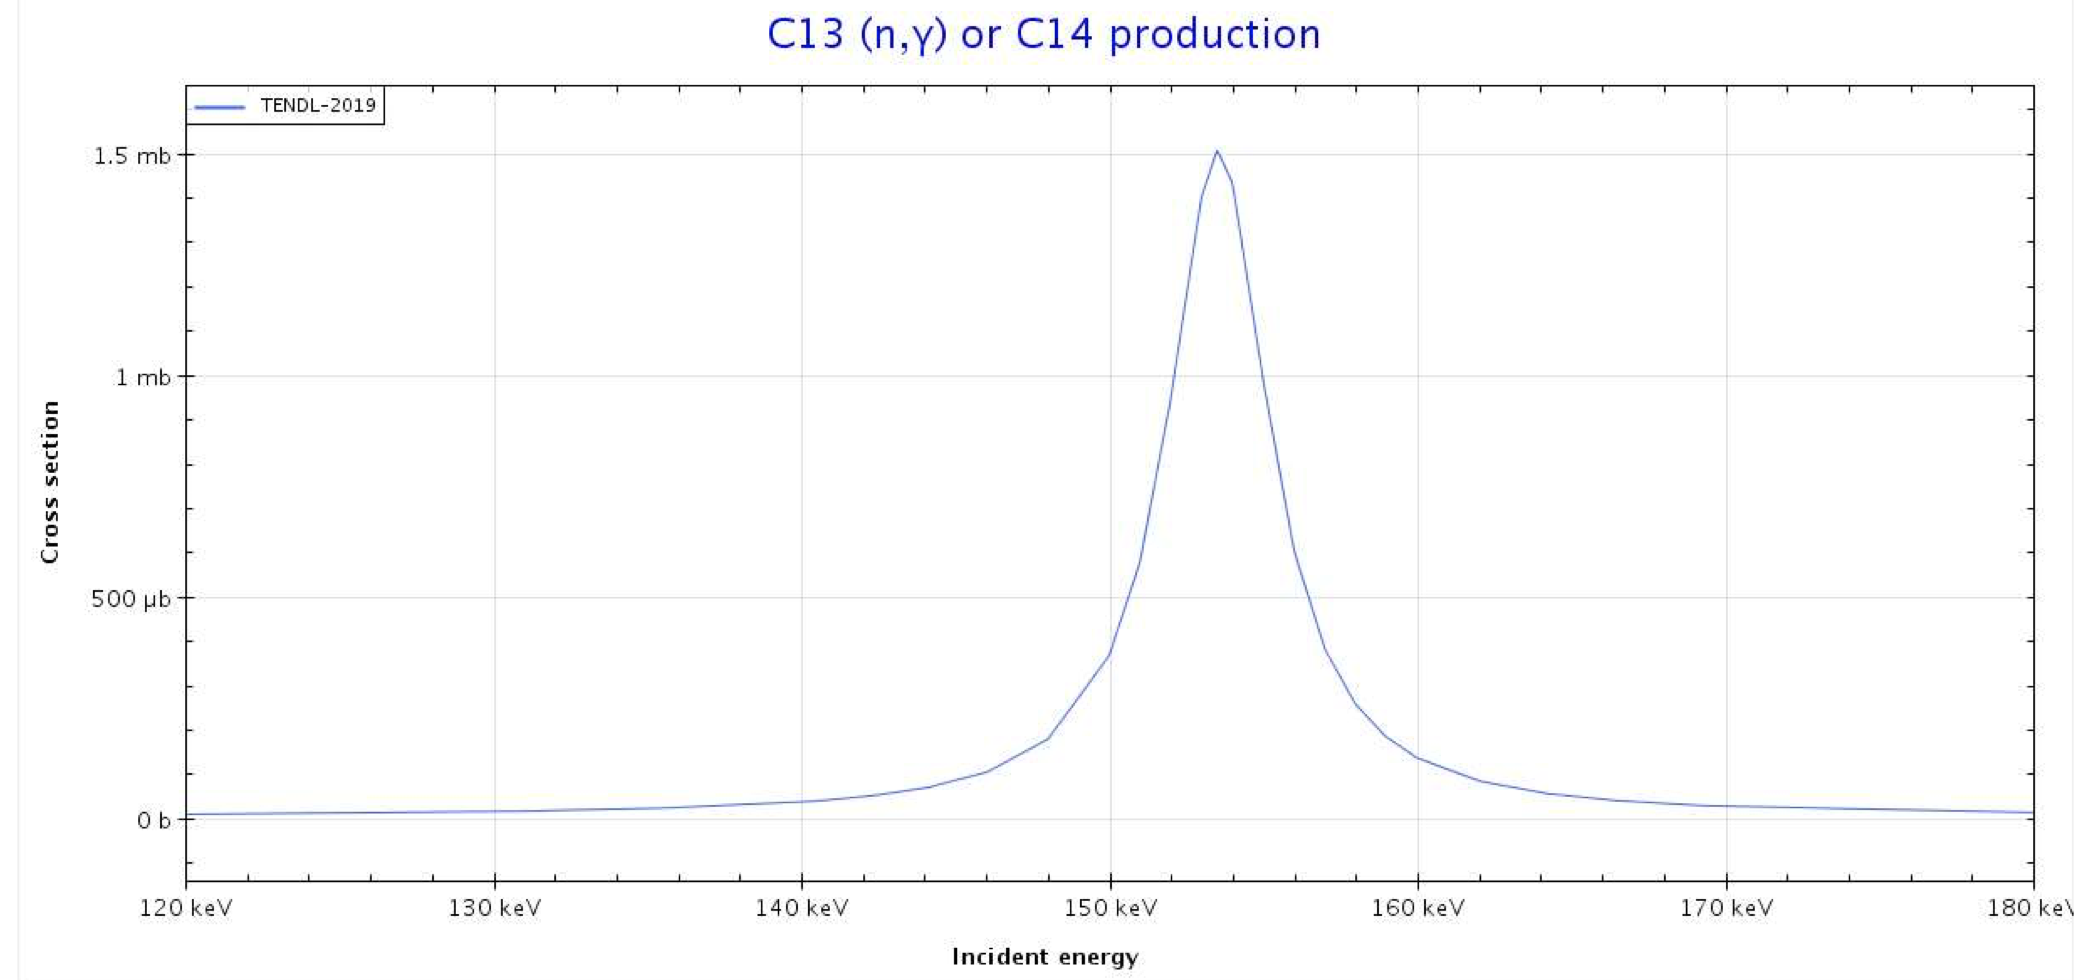 C13 (n,γ) or C14 production
TENDL-2019
1.5 mb
1 mb
500 µb
0 b
Cross section
120 keV 130 keV 140 keV 150 keV 160 keV 170 keV 180 keV
Incident energy